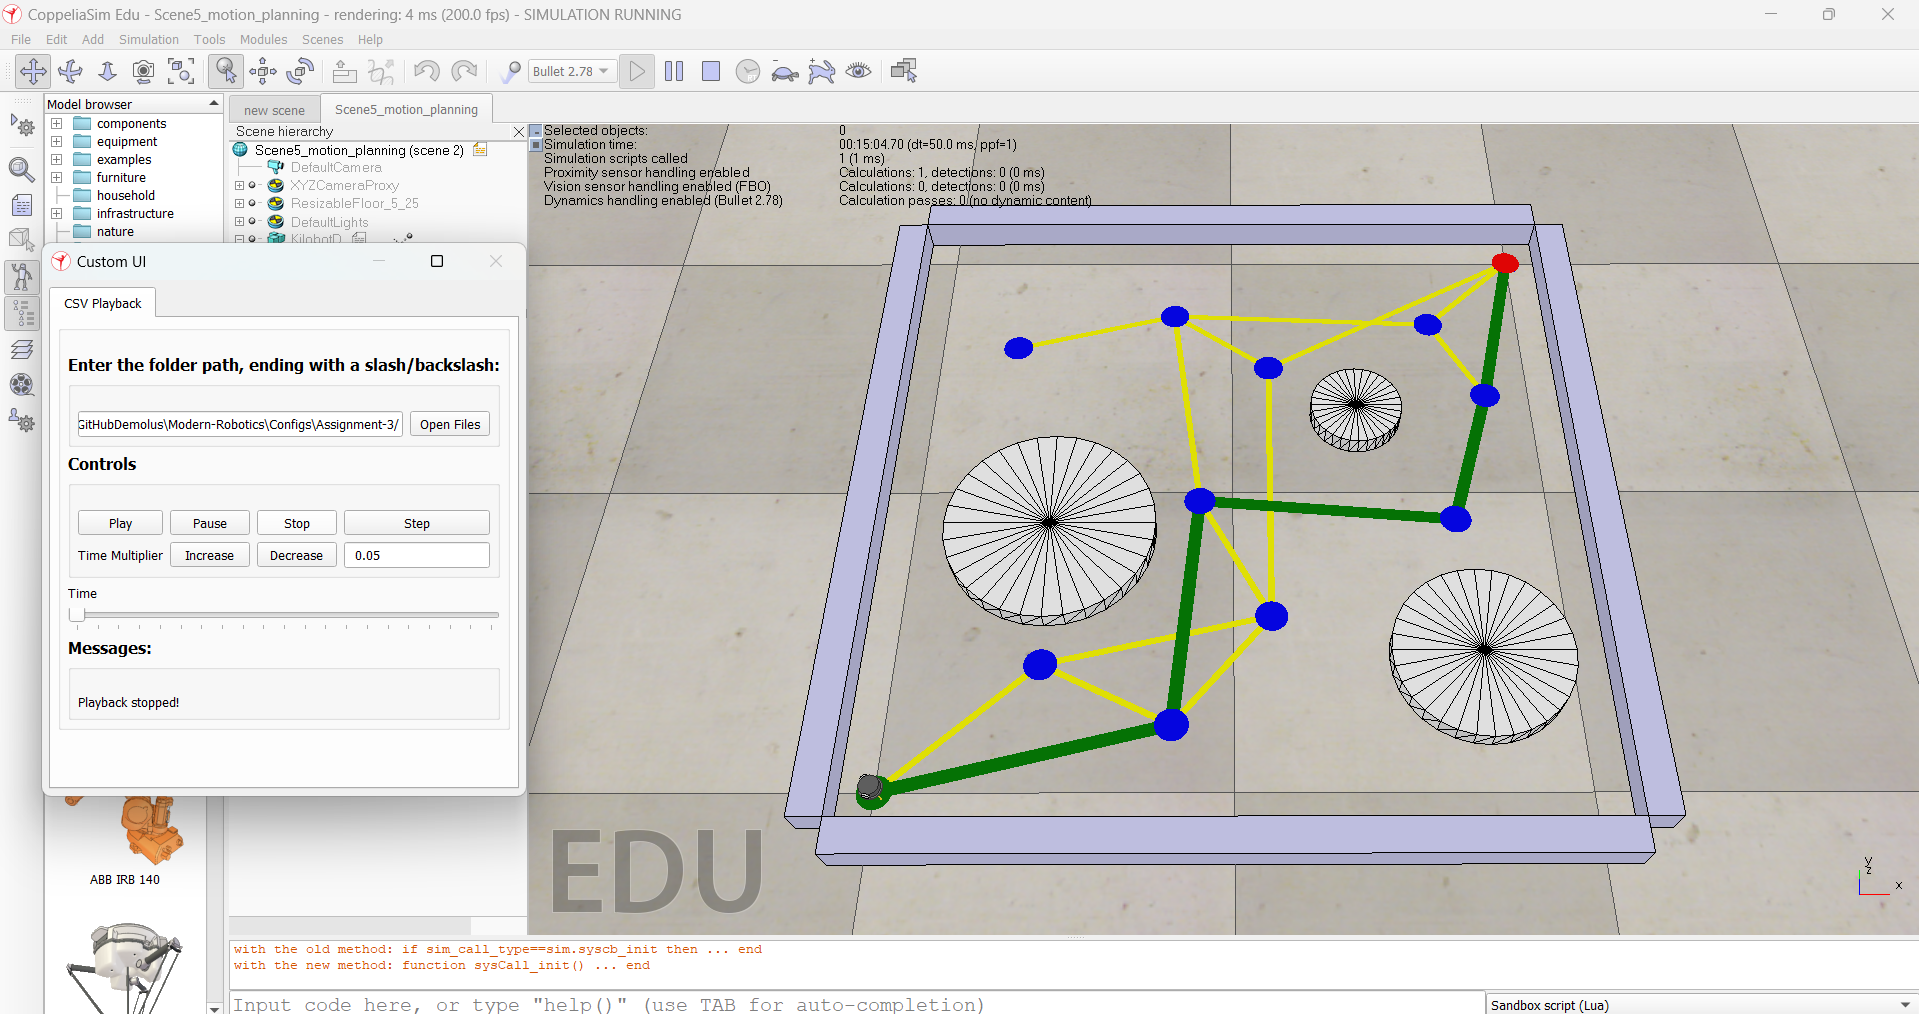 CoppeliaSim Edu - Scene5_motion_planning - rendering: 4 ms (200.0 fps) - SIMULATION RUNNING
File Edit Add Simulation Tools Modules Scenes Help
Bullet 2.78
Model browser
components
equipment
examples
furniture
household
infrastructure
nature
new scene
Scene5_motion_planning
Scene hierarchy
Scene5_motion_planning (scene 2)
DefaultCamera
XYZCameraProxy
ResizableFloor_5_25
DefaultLights
KilobotD
Selected objects: 0
Simulation time: 00:15:04.70 (dt=50.0 ms, ppf=1)
Simulation scripts called 1 (1 ms)
Proximity sensor handling enabled Calculations: 1, detections: 0 (0 ms)
Vision sensor handling enabled (FBO) Calculations: 0, detections: 0 (0 ms)
Dynamics handling enabled (Bullet 2.78) Calculation passes: 0 (no dynamic content)
Custom UI
CSV Playback
Enter the folder path, ending with a slash/backslash:
GitHubDemolus\Modern-Robotics\Configs\Assignment-3/ Open Files
Controls
Play Pause Stop Step
Time Multiplier Increase Decrease 0.05
Time
Messages:
Playback stopped!
ABB IRB 140
EDU
y
z
x
with the old method: if sim_call_type==sim.syscb_init then ... end
with the new method: function sysCall_init() ... end
Input code here, or type "help()" (use TAB for auto-completion)
Sandbox script (Lua)